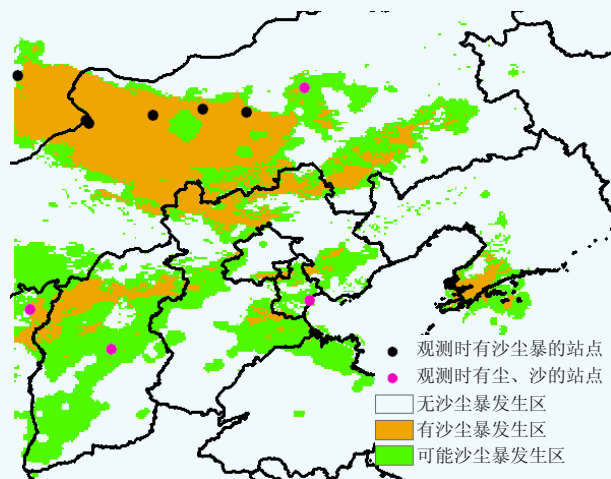 观测时有沙尘暴的站点
观测时有尘、沙的站点
无沙尘暴发生区
有沙尘暴发生区
可能沙尘暴发生区